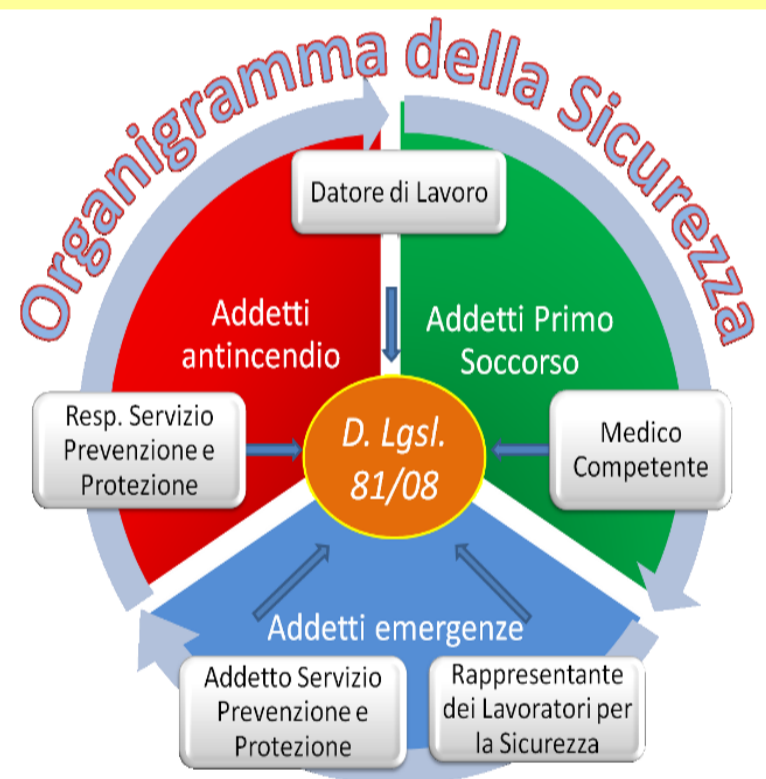 Organigramma della Sicurezza
Datore di Lavoro
Addetti
antincendio
Addetti Primo
Soccorso
Resp. Servizio
Prevenzione e
Protezione
D. Lgsl.
81/08
Medico
Competente
Addetti emergenze
Addetto Servizio
Prevenzione e
Protezione
Rappresentante
dei Lavoratori per
la Sicurezza